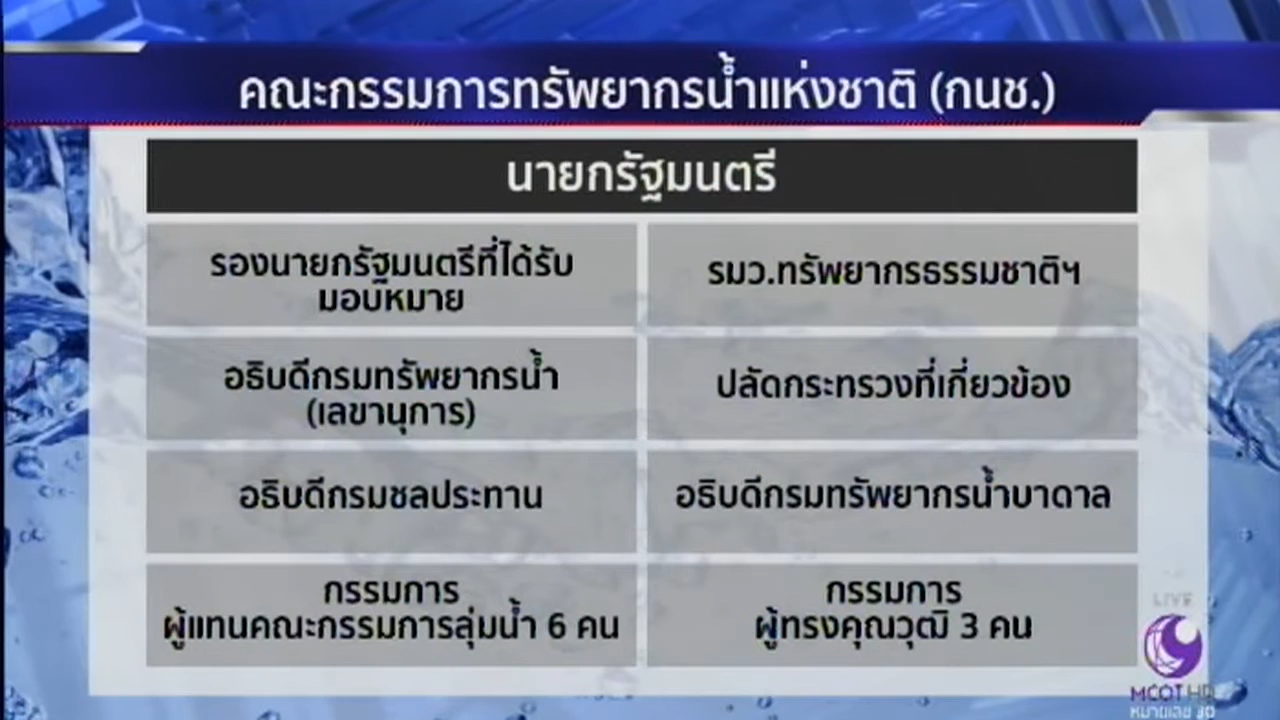 คณะกรรมการทรัพยากรน้ำแห่งชาติ (กนช.)
นายกรัฐมนตรี
รองนายกรัฐมนตรีที่ได้รับ
มอบหมาย
รมว.ทรัพยากรธรรมชาติฯ
อธิบดีกรมทรัพยากรน้ำ
(เลขานุการ)
ปลัดกระทรวงที่เกี่ยวข้อง
อธิบดีกรมชลประทาน
อธิบดีกรมทรัพยากรน้ำบาดาล
กรรมการ
ผู้แทนคณะกรรมการลุ่มน้ำ 6 คน
กรรมการ
ผู้ทรงคุณวุฒิ 3 คน
LIVE
MCOT HD
หมายเลข 30